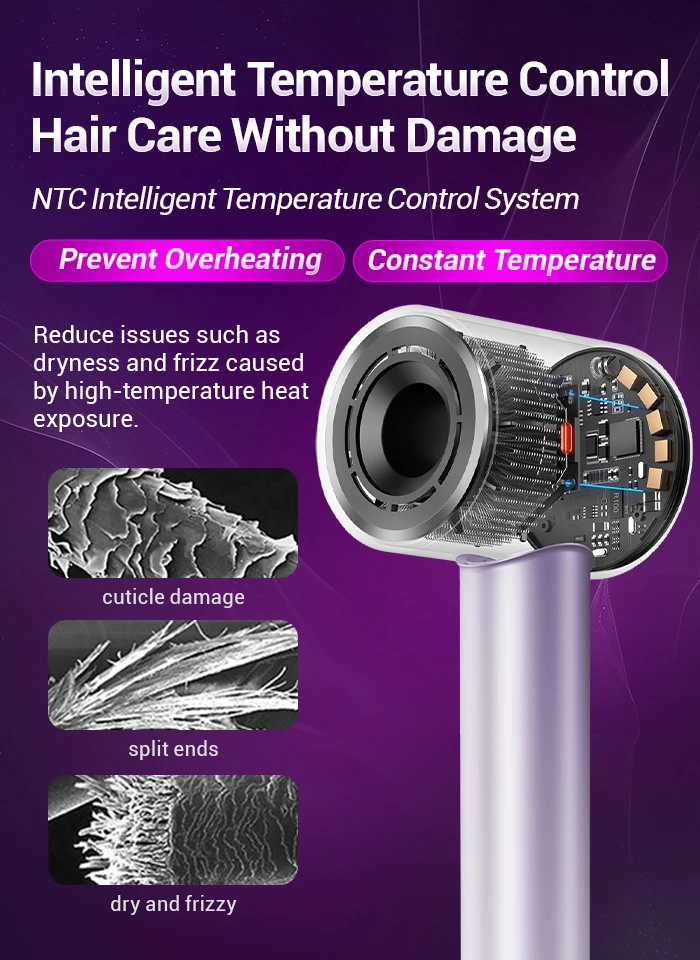 Intelligent Temperature Control
Hair Care Without Damage
NTC Intelligent Temperature Control System
Prevent Overheating
Constant Temperature
Reduce issues such as
dryness and frizz caused
by high-temperature heat
exposure.
cuticle damage
split ends
dry and frizzy